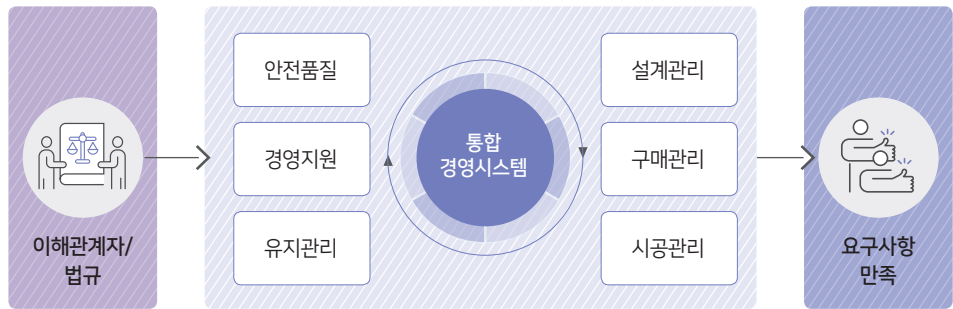 이해관계자/
법규
안전품질
경영지원
유지관리
통합
경영시스템
설계관리
구매관리
시공관리
요구사항
만족